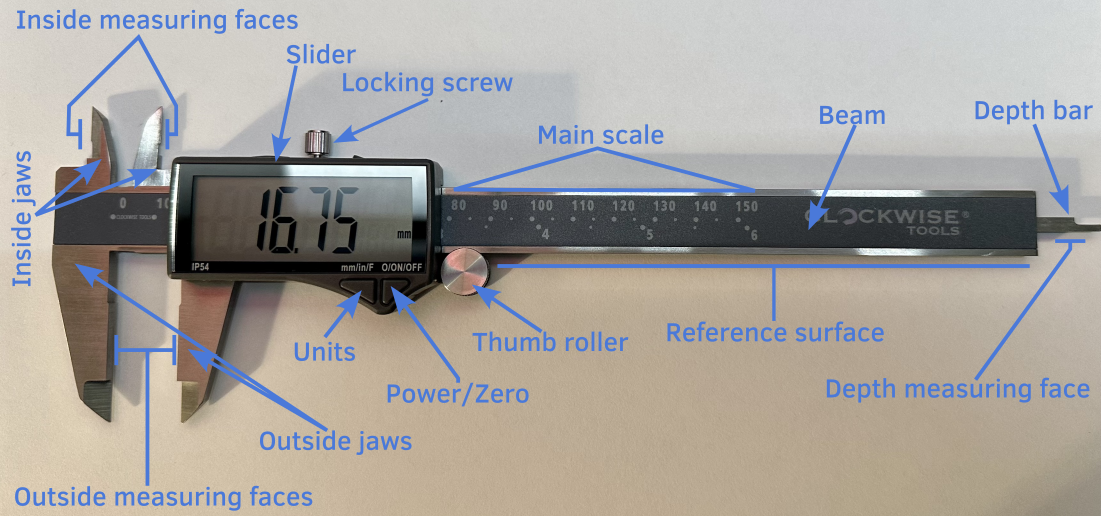 Inside measuring faces
Slider
Locking screw
Main scale
Beam
Depth bar
Inside jaws
0 10
CLOCKWISE TOOLS
16.75
mm
IP54 mm/in/F O/ON/OFF
80 90 100 110 120 130 140 150
4 5 6
CLOCKWISE®
TOOLS
Units
Power/Zero
Thumb roller
Reference surface
Depth measuring face
Outside jaws
Outside measuring faces